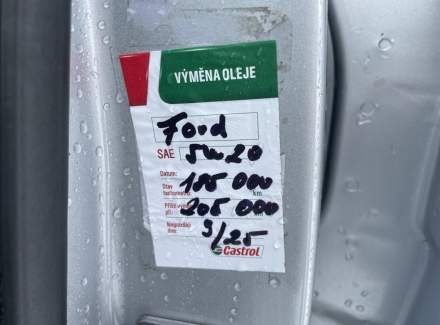 VÝMĚNA OLEJE
Ford
SAE 5W20
Datum:
Stav tachometru: 185 000 km
Příští výměna při: 205 000 km
Nejpozději dne: 9/25
Castrol